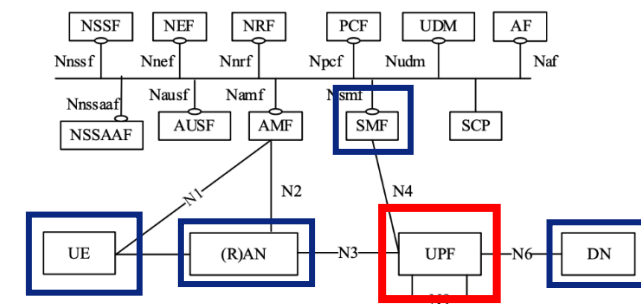 NSSF NEF NRF PCF UDM AF
Nnssf Nnef Nnrf Npcf Nudm Naf
Nnssaaf Nausf Namf Nsmf
NSSAAF AUSF AMF SMF SCP
N1 N2 N4
UE (R)AN N3 UPF N6 DN